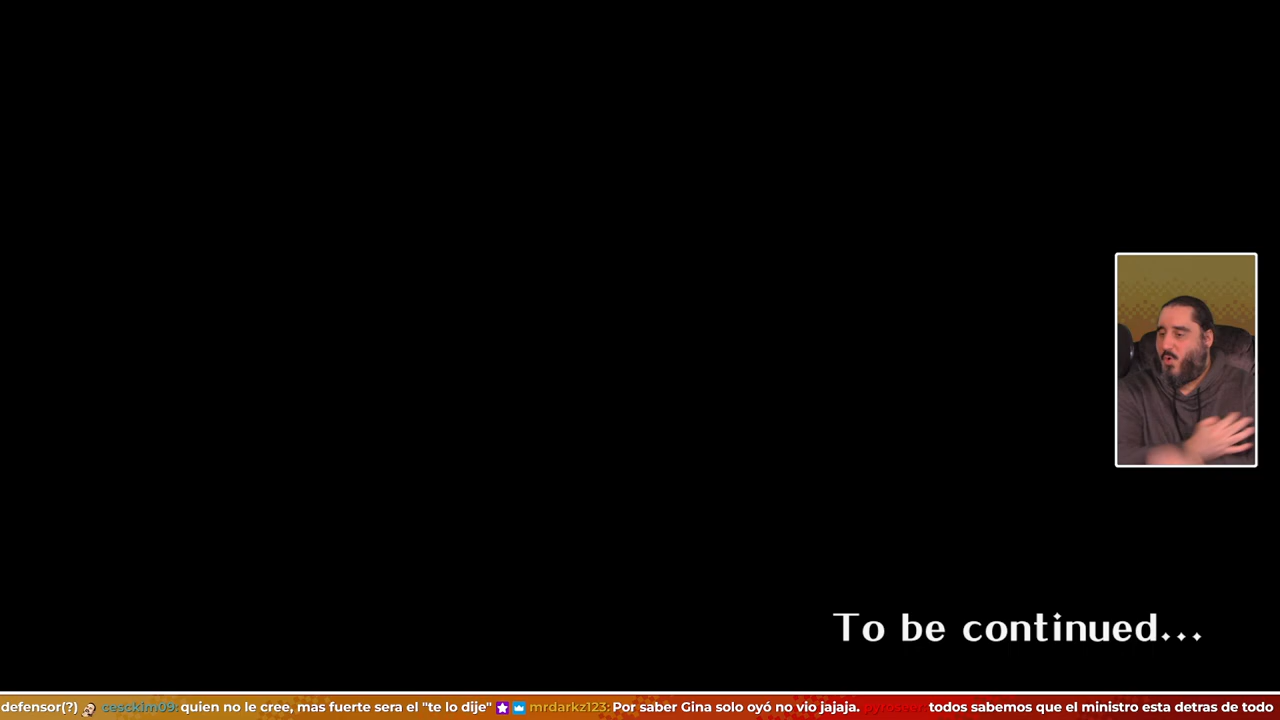 To be continued...
defensor(?) cesckim09: quien no le cree, mas fuerte sera el "te lo dije" mrdarkz123: Por saber Gina solo oyó no vio jajaja. pyroseer todos sabemos que el ministro esta detras de todo